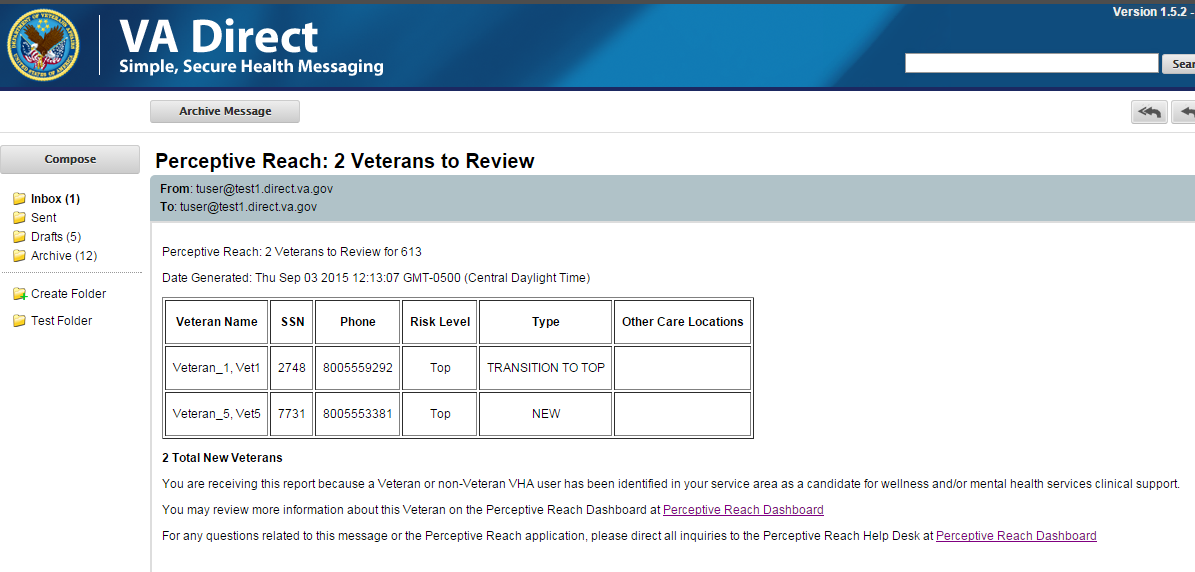 Version 1.5.2 -
VA Direct
Simple, Secure Health Messaging
Sear
Archive Message
Compose
Inbox (1)
Sent
Drafts (5)
Archive (12)
Create Folder
Test Folder
Perceptive Reach: 2 Veterans to Review
From: tuser@test1.direct.va.gov
To: tuser@test1.direct.va.gov
Perceptive Reach: 2 Veterans to Review for 613
Date Generated: Thu Sep 03 2015 12:13:07 GMT-0500 (Central Daylight Time)
Veteran Name SSN Phone Risk Level Type Other Care Locations
Veteran_1, Vet1 2748 8005559292 Top TRANSITION TO TOP
Veteran_5, Vet5 7731 8005553381 Top NEW
2 Total New Veterans
You are receiving this report because a Veteran or non-Veteran VHA user has been identified in your service area as a candidate for wellness and/or mental health services clinical support.
You may review more information about this Veteran on the Perceptive Reach Dashboard at Perceptive Reach Dashboard
For any questions related to this message or the Perceptive Reach application, please direct all inquiries to the Perceptive Reach Help Desk at Perceptive Reach Dashboard